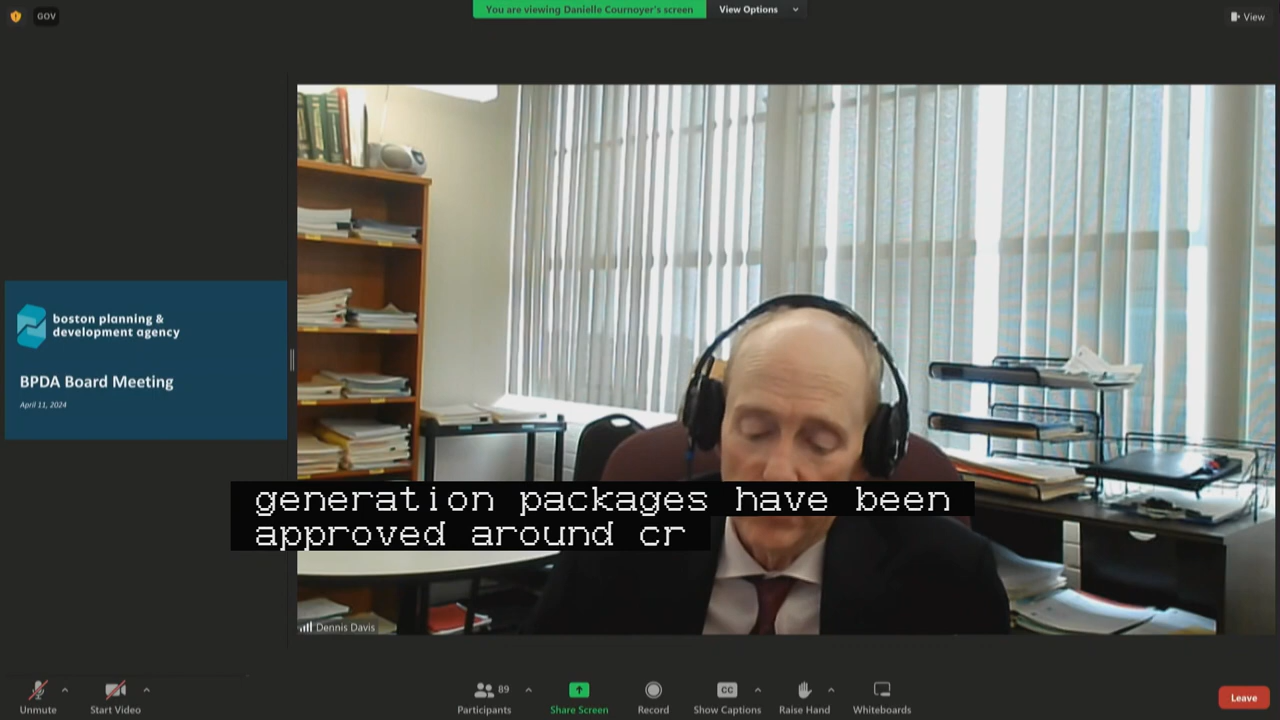 GOV
You are viewing Danielle Cournoyer's screen
View Options
View
boston planning &
development agency
BPDA Board Meeting
April 11, 2024
generation packages have been
approved around cr
Dennis Davis
Unmute
Start Video
89
Participants
Share Screen
Record
CC
Show Captions
Raise Hand
Whiteboards
Leave